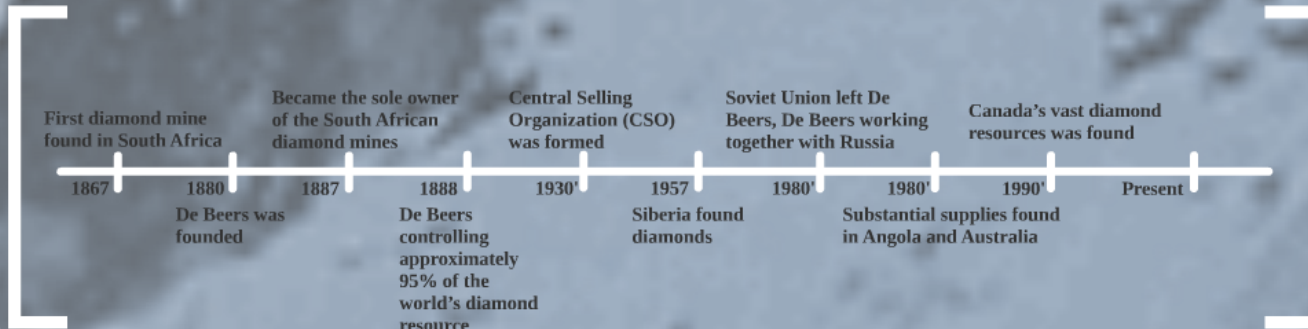 Became the sole owner
of the South African
diamond mines
Central Selling
Organization (CSO)
was formed
Soviet Union left De
Beers, De Beers working
together with Russia
Canada's vast diamond
resources was found
First diamond mine
found in South Africa
1867
1880
1887
1888
1930'
1957
1980'
1980'
1990'
Present
De Beers was
founded
De Beers
controlling
approximately
95% of the
world's diamond
resource
Siberia found
diamonds
Substantial supplies found
in Angola and Australia